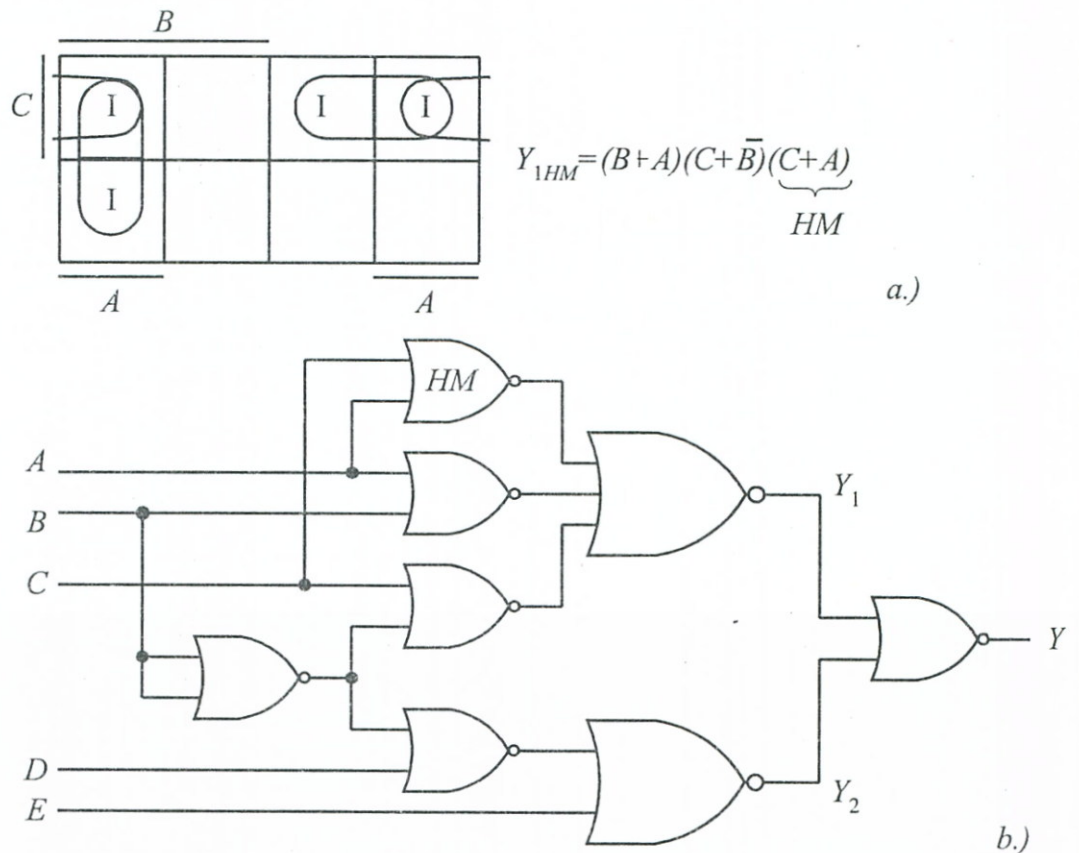 B
C I I I
I
Y₁HM=(B+A)(C+B̅)(C+A)
HM
A A
a.)
HM
A
B
C
D
E
Y₁
Y
Y₂
b.)